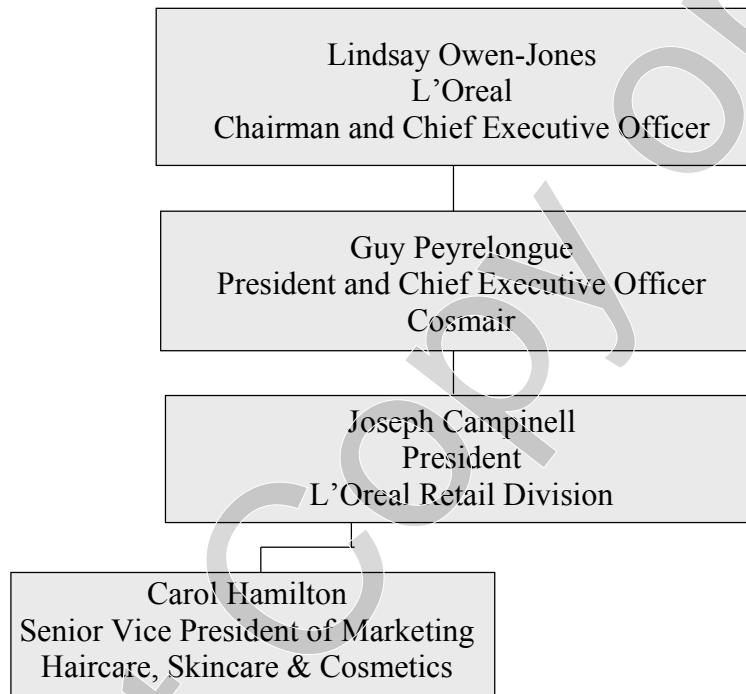 Lindsay Owen-Jones
L’Oreal
Chairman and Chief Executive Officer
Guy Peyrelongue
President and Chief Executive Officer
Cosmair
Joseph Campinell
President
L’Oreal Retail Division
Carol Hamilton
Senior Vice President of Marketing
Haircare, Skincare & Cosmetics
Copy